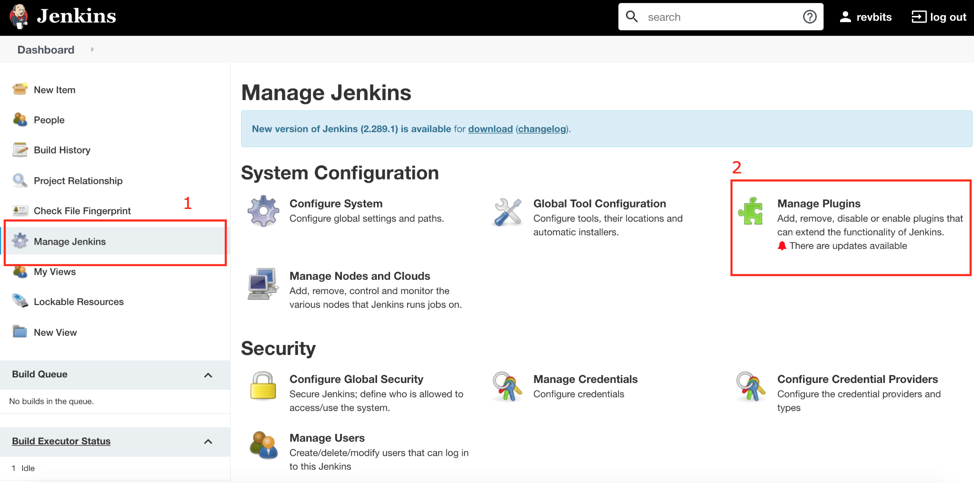 Jenkins
search
revbits
log out
Dashboard
New Item
People
Build History
Project Relationship
Check File Fingerprint
1
Manage Jenkins
My Views
Lockable Resources
New View
Build Queue
No builds in the queue.
Build Executor Status
1 Idle
Manage Jenkins
New version of Jenkins (2.289.1) is available for download (changelog).
System Configuration
Configure System
Configure global settings and paths.
Global Tool Configuration
Configure tools, their locations and
automatic installers.
2
Manage Plugins
Add, remove, disable or enable plugins that
can extend the functionality of Jenkins.
There are updates available
Manage Nodes and Clouds
Add, remove, control and monitor the
various nodes that Jenkins runs jobs on.
Security
Configure Global Security
Secure Jenkins; define who is allowed to
access/use the system.
Manage Credentials
Configure credentials
Configure Credential Providers
Configure the credential providers and
types
Manage Users
Create/delete/modify users that can log in
to this Jenkins